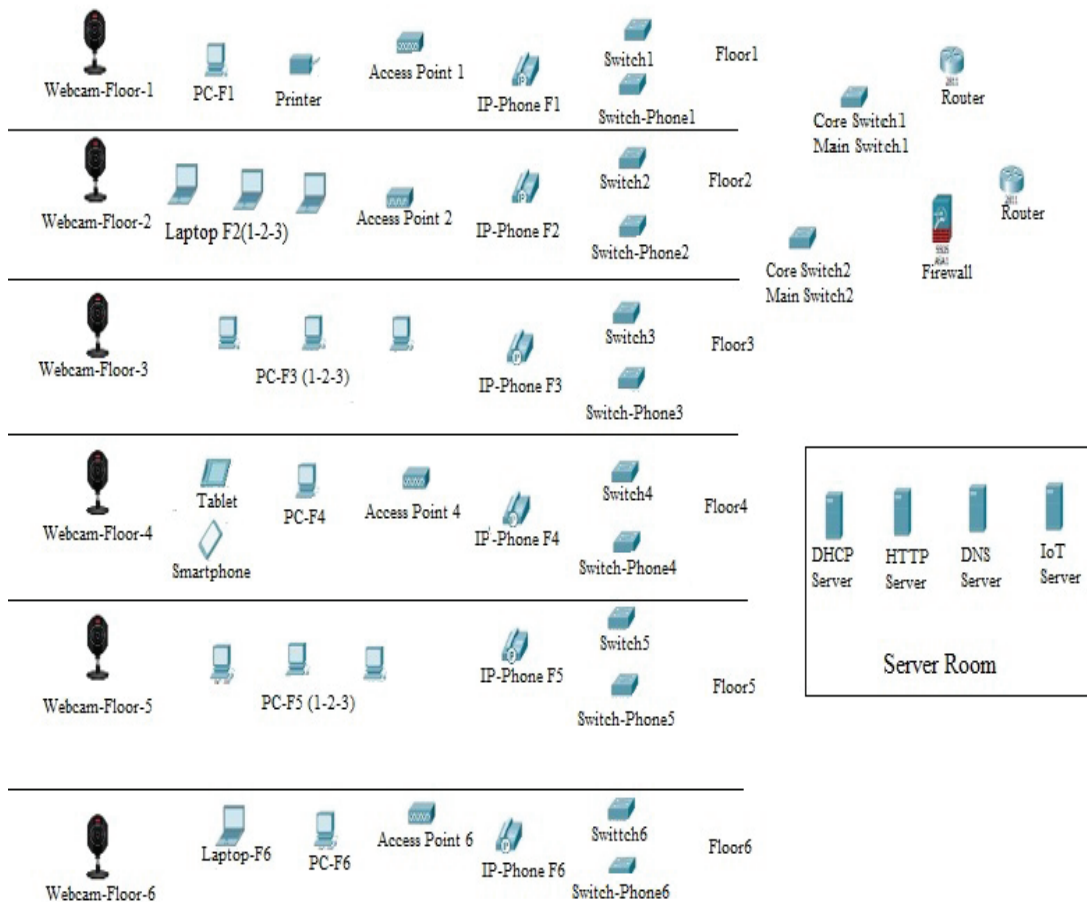 Webcam-Floor-1
PC-F1
Printer
Access Point 1
IP-Phone F1
Switch1
Switch-Phone1
Floor1
Core Switch1
Main Switch1
2811
Router
Webcam-Floor-2
Laptop F2(1-2-3)
Access Point 2
IP-Phone F2
Switch2
Switch-Phone2
Floor2
2811
Router
Core Switch2
Main Switch2
Firewall
Webcam-Floor-3
PC-F3 (1-2-3)
IP-Phone F3
Switch3
Switch-Phone3
Floor3
Webcam-Floor-4
Tablet
Smartphone
PC-F4
Access Point 4
IP-Phone F4
Switch4
Switch-Phone4
Floor4
DHCP
Server
HTTP
Server
DNS
Server
IoT
Server
Server Room
Webcam-Floor-5
PC-F5 (1-2-3)
IP-Phone F5
Switch5
Switch-Phone5
Floor5
Webcam-Floor-6
Laptop-F6
PC-F6
Access Point 6
IP-Phone F6
Swittch6
Switch-Phone6
Floor6